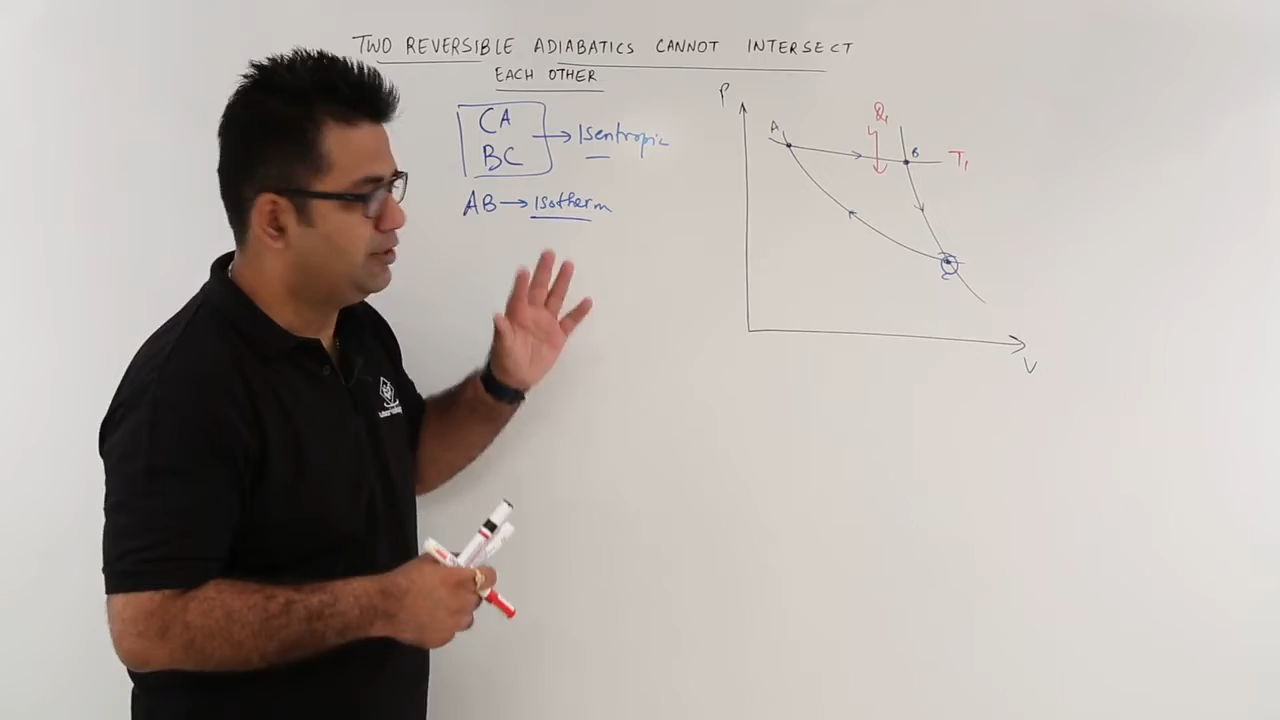 TWO REVERSIBLE ADIABATICS CANNOT INTERSECT
EACH OTHER
CA
BC
→ Isentropic
AB → Isotherm
P
A
Q₁
B
T₁
C
V